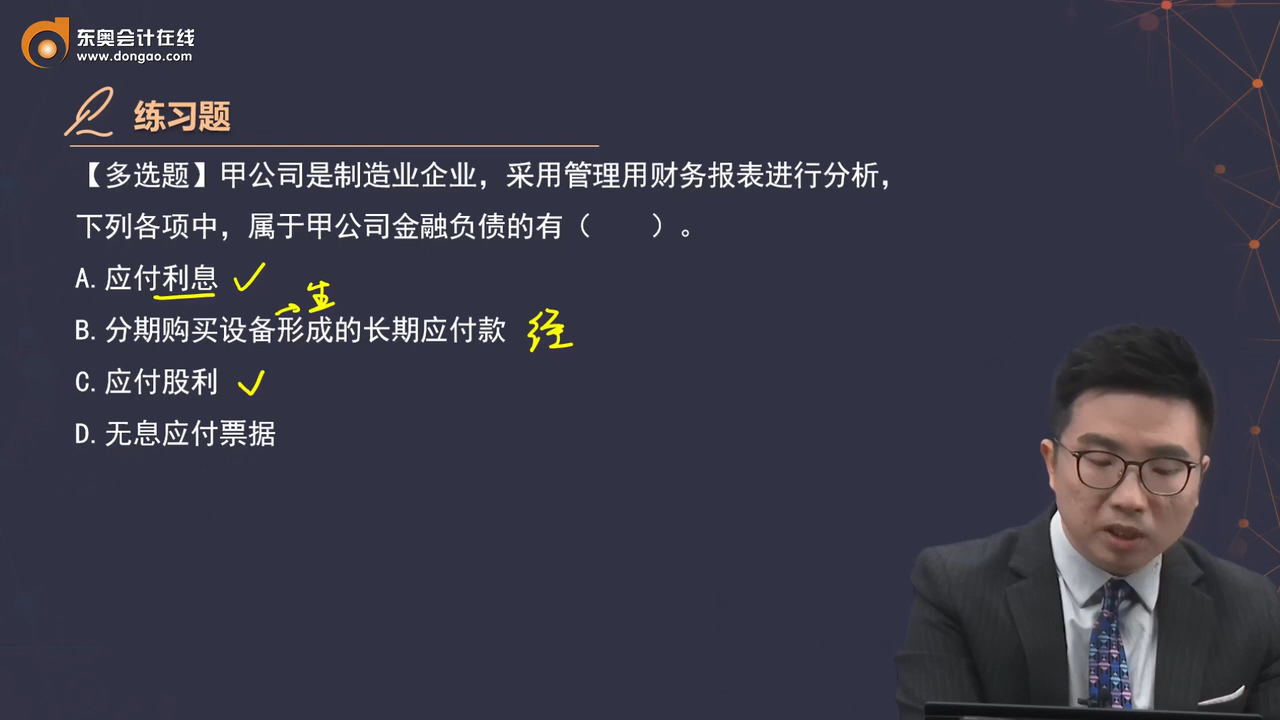 东奥会计在线
www.dongao.com
练习题
【多选题】甲公司是制造业企业，采用管理用财务报表进行分析，
下列各项中，属于甲公司金融负债的有（　　）。
A. 应付利息 ✓
生
B. 分期购买设备形成的长期应付款 经
C. 应付股利 ✓
D. 无息应付票据